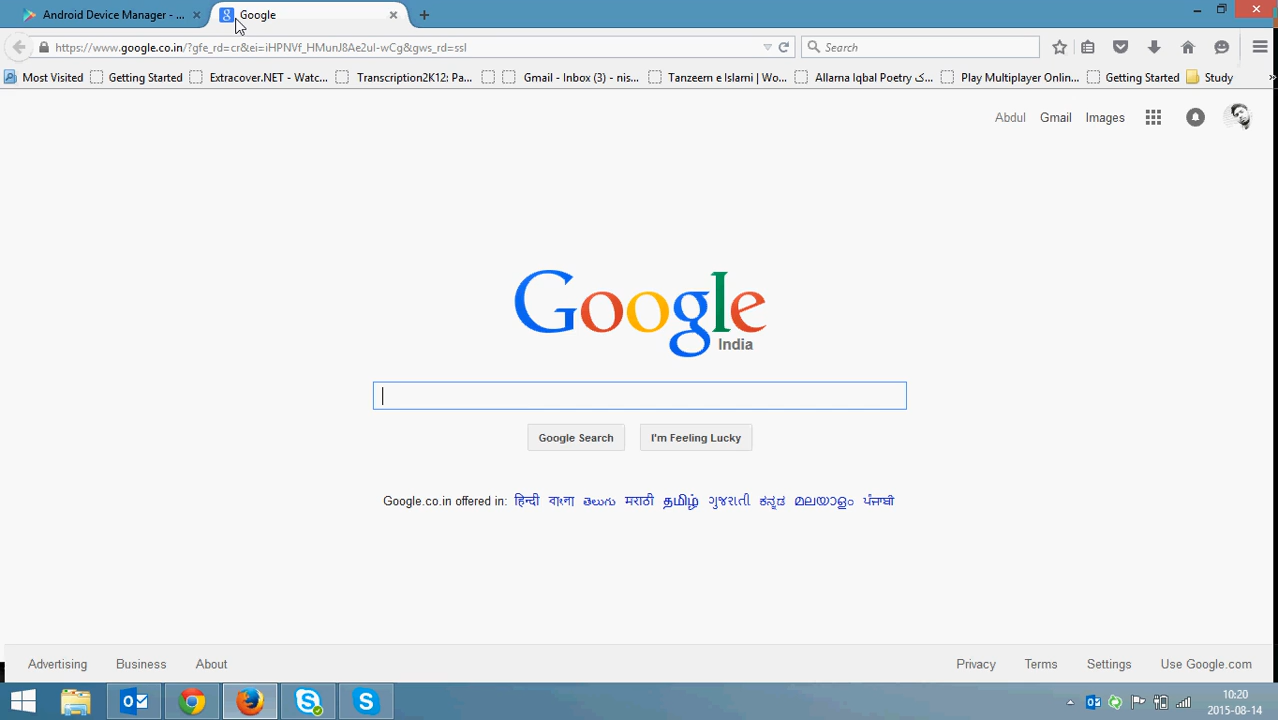 Android Device Manager - ...
Google
https://www.google.co.in/?gfe_rd=cr&ei=iHPNVf_HMunJ8Ae2uI-wCg&gws_rd=ssl
Search
Most Visited
Getting Started
Extracover.NET - Watc...
Transcription2K12: Pa...
Gmail - Inbox (3) - nis...
Tanzeem e Islami | Wo...
Allama Iqbal Poetry ک...
Play Multiplayer Onlin...
Getting Started
Study
Abdul
Gmail
Images
Google
India
Google Search
I'm Feeling Lucky
Google.co.in offered in: हिन्दी বাংলা తెలుగు मराठी தமிழ் ગુજરાતી ಕನ್ನಡ മലയാളം ਪੰਜਾਬੀ
Advertising
Business
About
Privacy
Terms
Settings
Use Google.com
10:20
2015-08-14